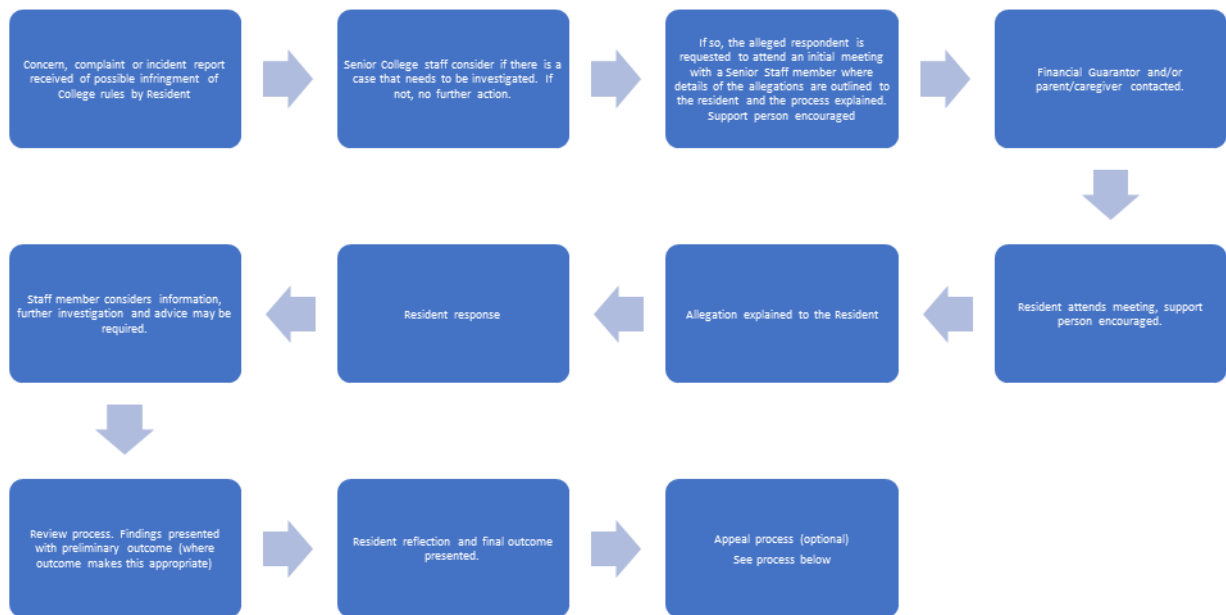 Concern, complaint or incident report
received of possible infringment of
College rules by Resident
Senior College staff consider if there is a
case that needs to be investigated. If
not, no further action.
If so, the alleged respondent is
requested to attend an initial meeting
with a Senior Staff member where
details of the allegations are outlined to
the resident and the process explained.
Support person encouraged
Financial Guarantor and/or
parent/caregiver contacted.
Resident attends meeting, support
person encouraged.
Allegation explained to the Resident
Resident response
Staff member considers information,
further investigation and advice may be
required.
Review process. Findings presented
with preliminary outcome (where
outcome makes this appropriate)
Resident reflection and final outcome
presented.
Appeal process (optional)
See process below